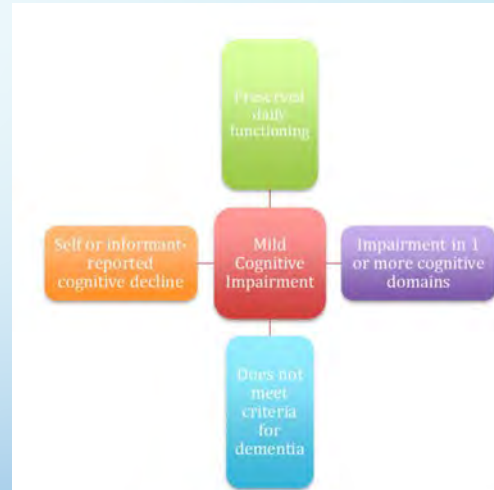 Preserved
daily
functioning
Self or informant-
reported
cognitive decline
Mild
Cognitive
Impairment
Impairment in 1
or more cognitive
domains
Does not
meet
criteria
for
dementia